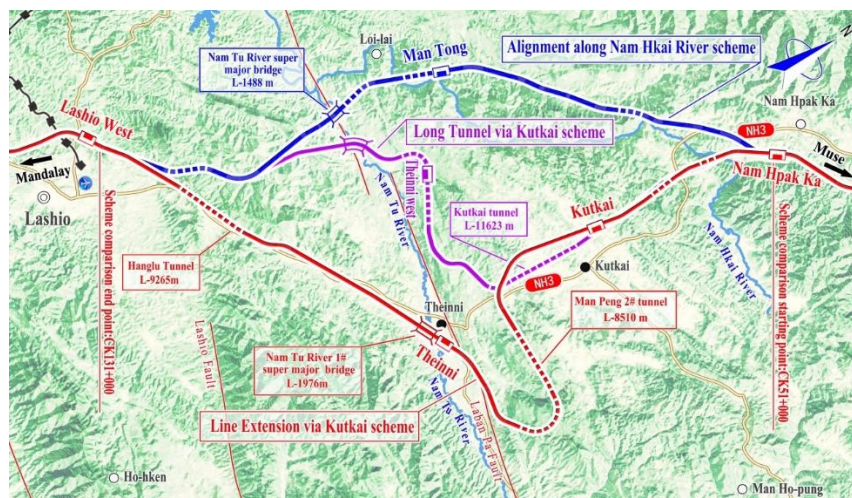 Loi-lai
Nam Tu River super
major bridge
L-1488 m
Man Tong
Alignment along Nam Hkai River scheme
N
Nam Hpak Ka
NH3
Lashio West
Long Tunnel via Kutkai scheme
Mandalay
Muse
Nam Hpak Ka
Lashio
Theinni west
Nam Tu River
Kutkai
Kutkai tunnel
L-11623 m
Scheme comparison end point:CK131+000
Scheme comparison starting point:CK51+000
Nam Hkai River
Hanglu Tunnel
L-9265m
Kutkai
NH3
Man Peng 2# tunnel
L-8510 m
Theinni
Lashio Fault
Nam Tu River 1#
super major bridge
L-1976m
Theinni
Nam Tu River
Laban Pa Fault
Line Extension via Kutkai scheme
Ho-hken
Man Ho-pung